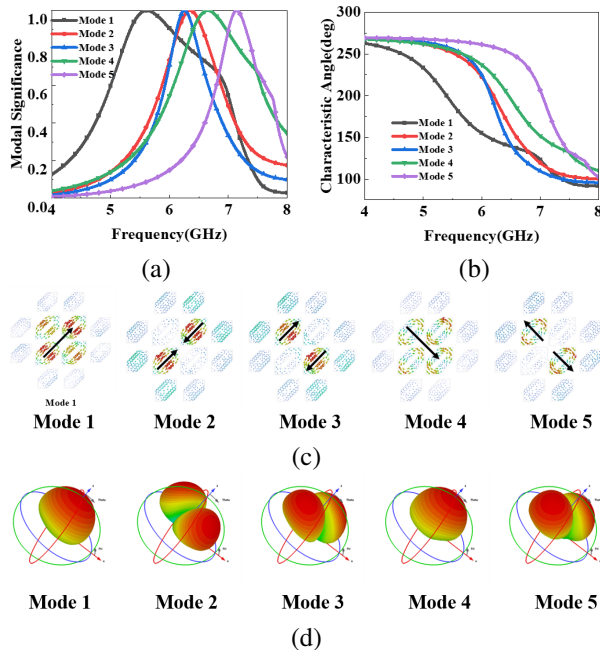 (a)
Modal Significance
1.0
0.8
0.6
0.4
0.2
0.0
Mode 1
Mode 2
Mode 3
Mode 4
Mode 5
4 5 6 7 8
Frequency(GHz)
(b)
Characteristic Angle(deg)
300
250
200
150
100
Mode 1
Mode 2
Mode 3
Mode 4
Mode 5
4 5 6 7 8
Frequency(GHz)
Mode 1
Mode 1 Mode 2 Mode 3 Mode 4 Mode 5
(c)
Mode 1 Mode 2 Mode 3 Mode 4 Mode 5
(d)